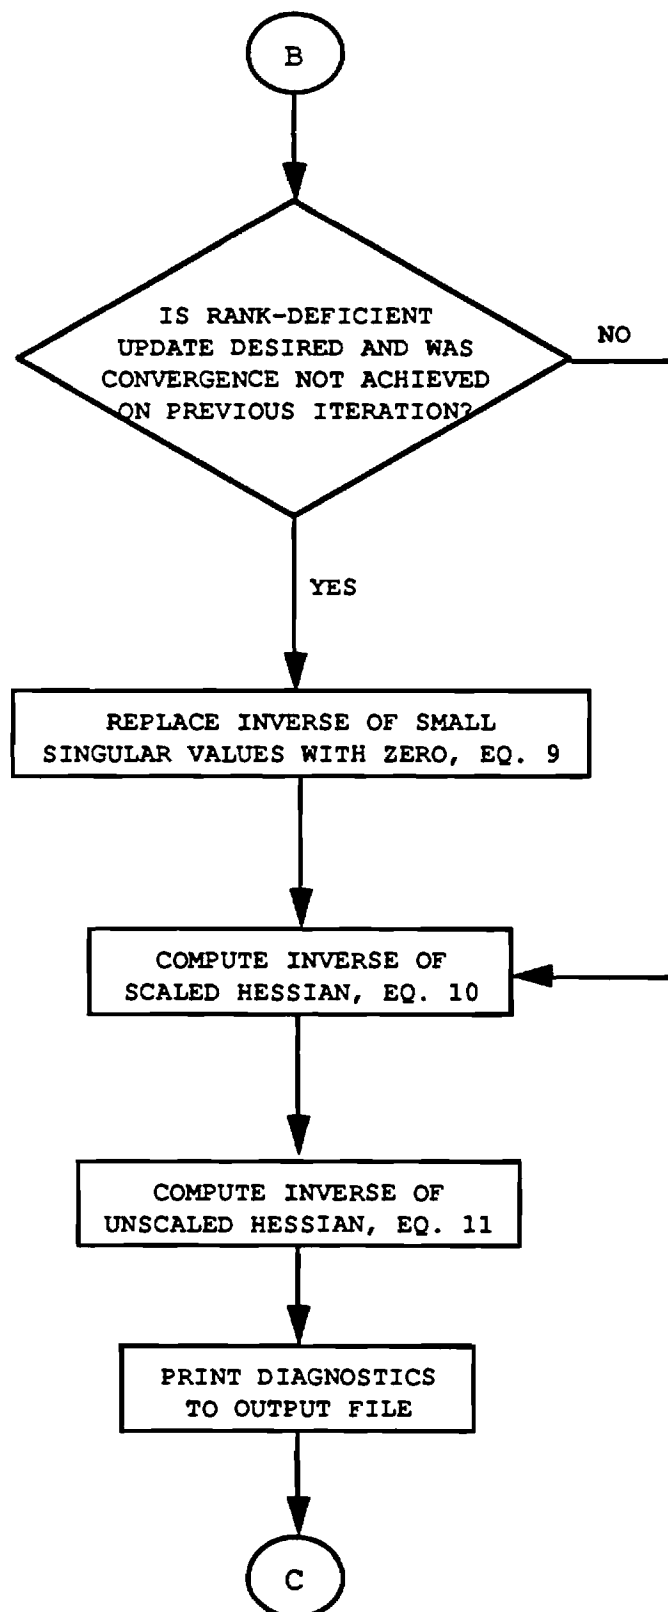 B
IS RANK-DEFICIENT
UPDATE DESIRED AND WAS
CONVERGENCE NOT ACHIEVED
ON PREVIOUS ITERATION?
NO
YES
REPLACE INVERSE OF SMALL
SINGULAR VALUES WITH ZERO, EQ. 9
COMPUTE INVERSE OF
SCALED HESSIAN, EQ. 10
COMPUTE INVERSE OF
UNSCALED HESSIAN, EQ. 11
PRINT DIAGNOSTICS
TO OUTPUT FILE
C